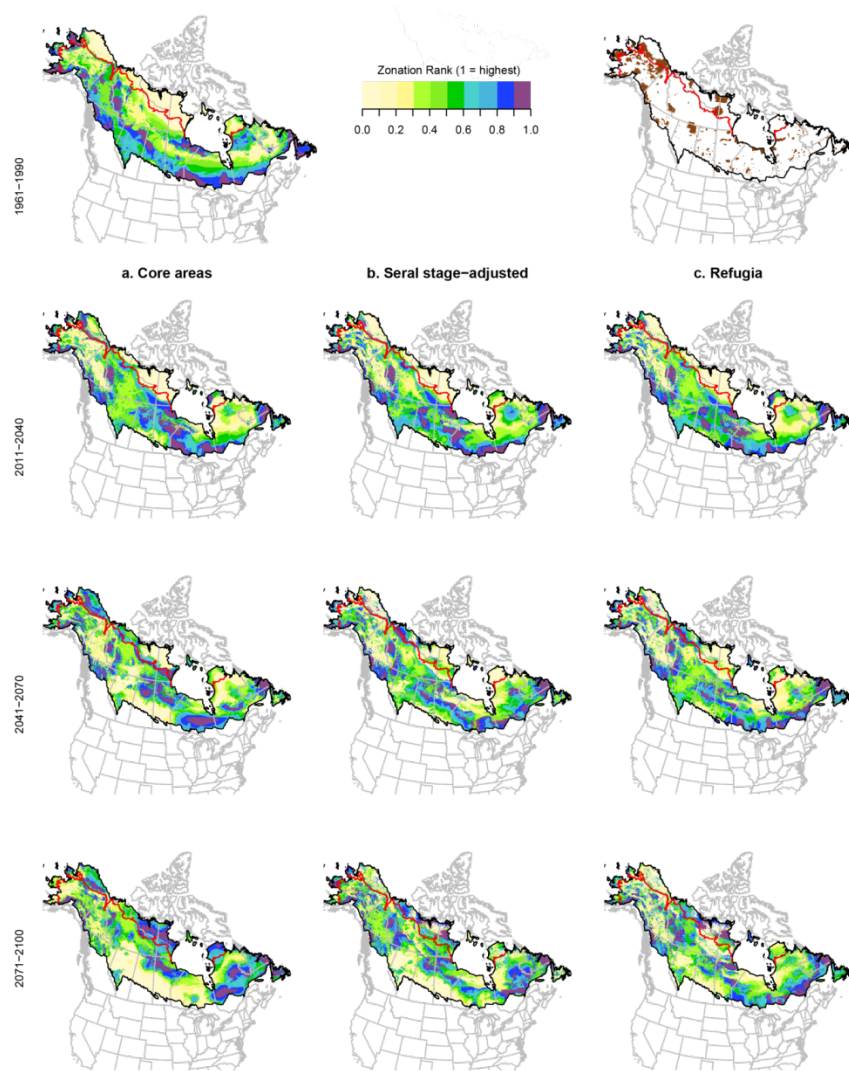 Zonation Rank (1 = highest)
0.0 0.2 0.4 0.6 0.8 1.0
1961−1990
a. Core areas
b. Seral stage−adjusted
c. Refugia
2011−2040
2041−2070
2071−2100